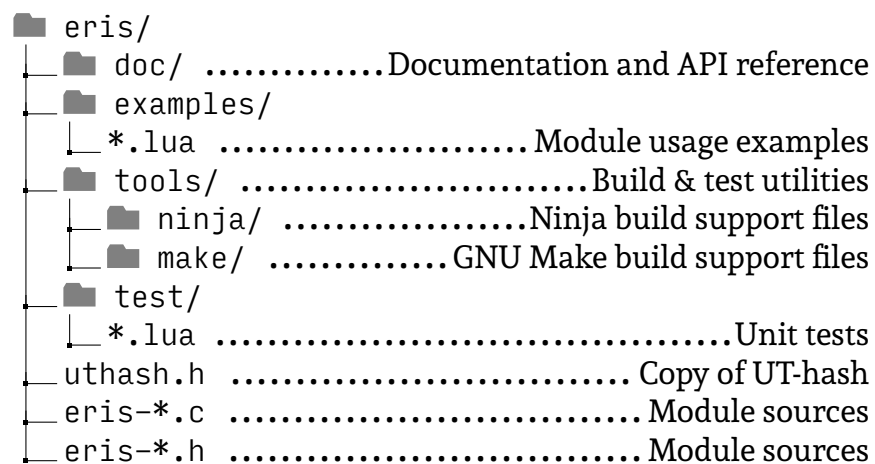 eris/
doc/ ..............Documentation and API reference
examples/
*.lua .......................Module usage examples
tools/ ..........................Build & test utilities
ninja/ ..................Ninja build support files
make/ ..............GNU Make build support files
test/
*.lua .......................................Unit tests
uthash.h .............................. Copy of UT-hash
eris-*.c ............................... Module sources
eris-*.h ............................... Module sources